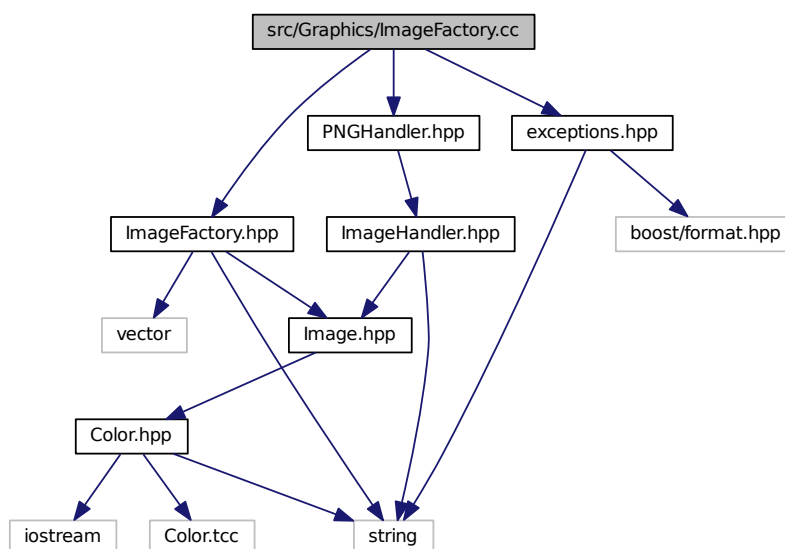 src/Graphics/ImageFactory.cc
PNGHandler.hpp
exceptions.hpp
ImageFactory.hpp
ImageHandler.hpp
boost/format.hpp
vector
Image.hpp
Color.hpp
iostream
Color.tcc
string